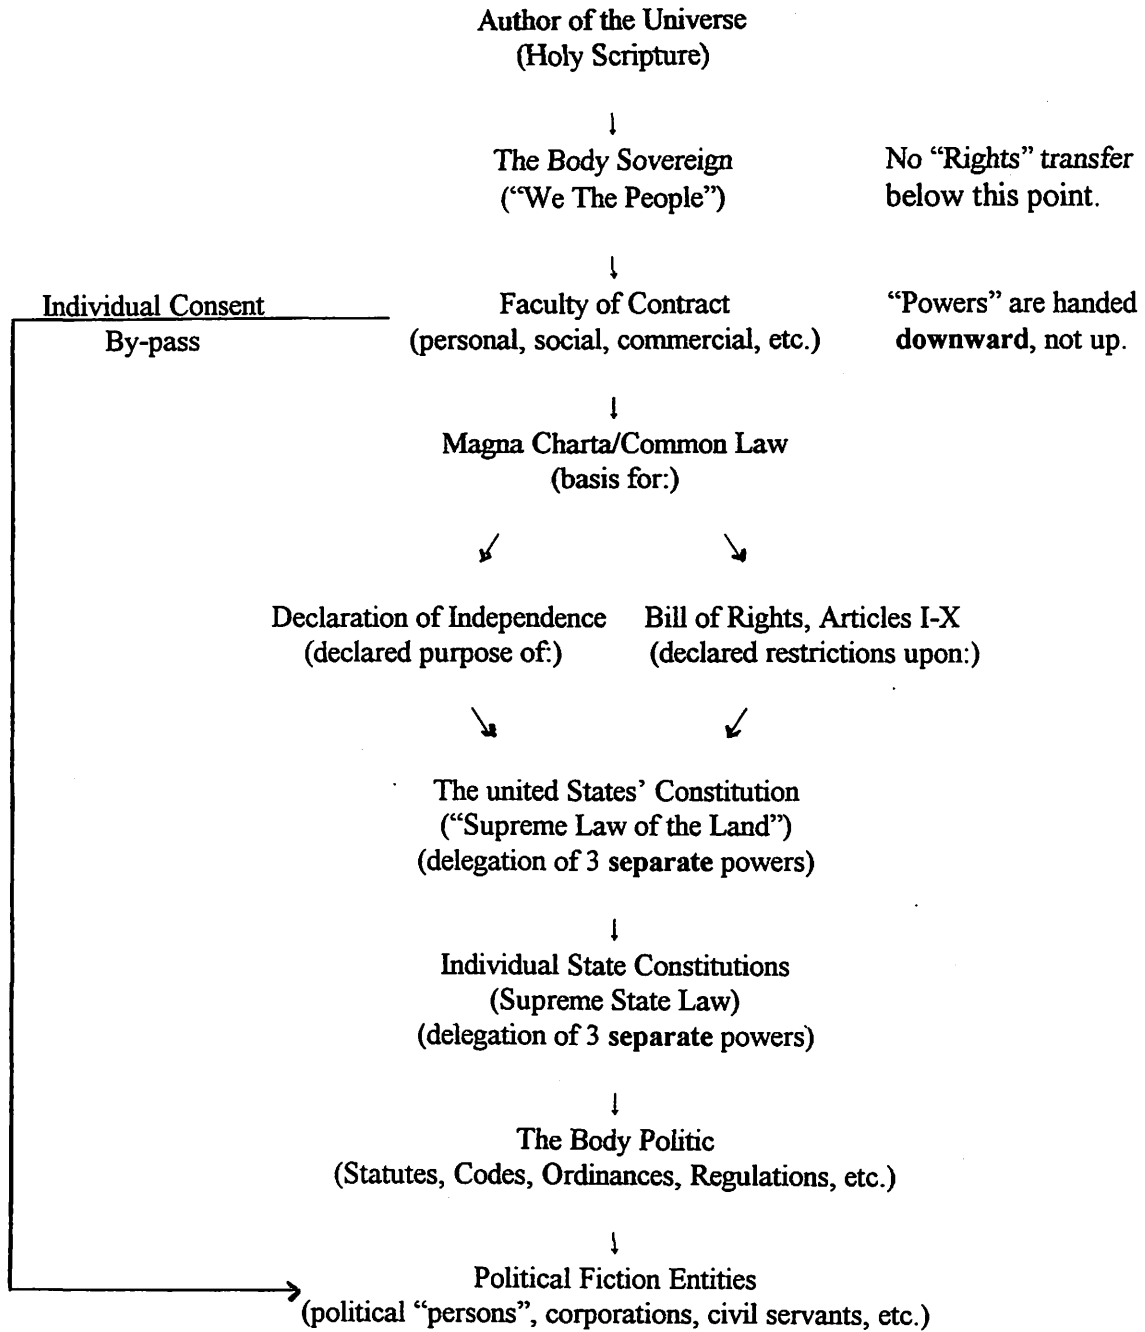 Author of the Universe
(Holy Scripture)
The Body Sovereign
(“We The People”)
No “Rights” transfer
below this point.
Individual Consent
By-pass
Faculty of Contract
(personal, social, commercial, etc.)
“Powers” are handed
downward, not up.
Magna Charta/Common Law
(basis for:)
Declaration of Independence
(declared purpose of:)
Bill of Rights, Articles I-X
(declared restrictions upon:)
The united States’ Constitution
(“Supreme Law of the Land”)
(delegation of 3 separate powers)
Individual State Constitutions
(Supreme State Law)
(delegation of 3 separate powers)
The Body Politic
(Statutes, Codes, Ordinances, Regulations, etc.)
Political Fiction Entities
(political “persons”, corporations, civil servants, etc.)